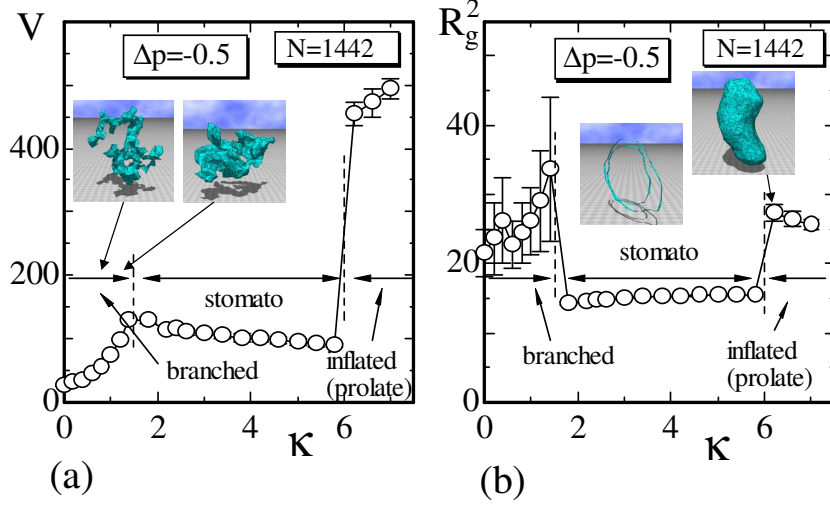 V
Δp=-0.5
N=1442
400
200
0
stomato
branched
inflated
(prolate)
0
2
4
6
κ
(a)
R_g^2
Δp=-0.5
N=1442
40
20
0
stomato
branched
inflated
(prolate)
0
2
4
6
κ
(b)